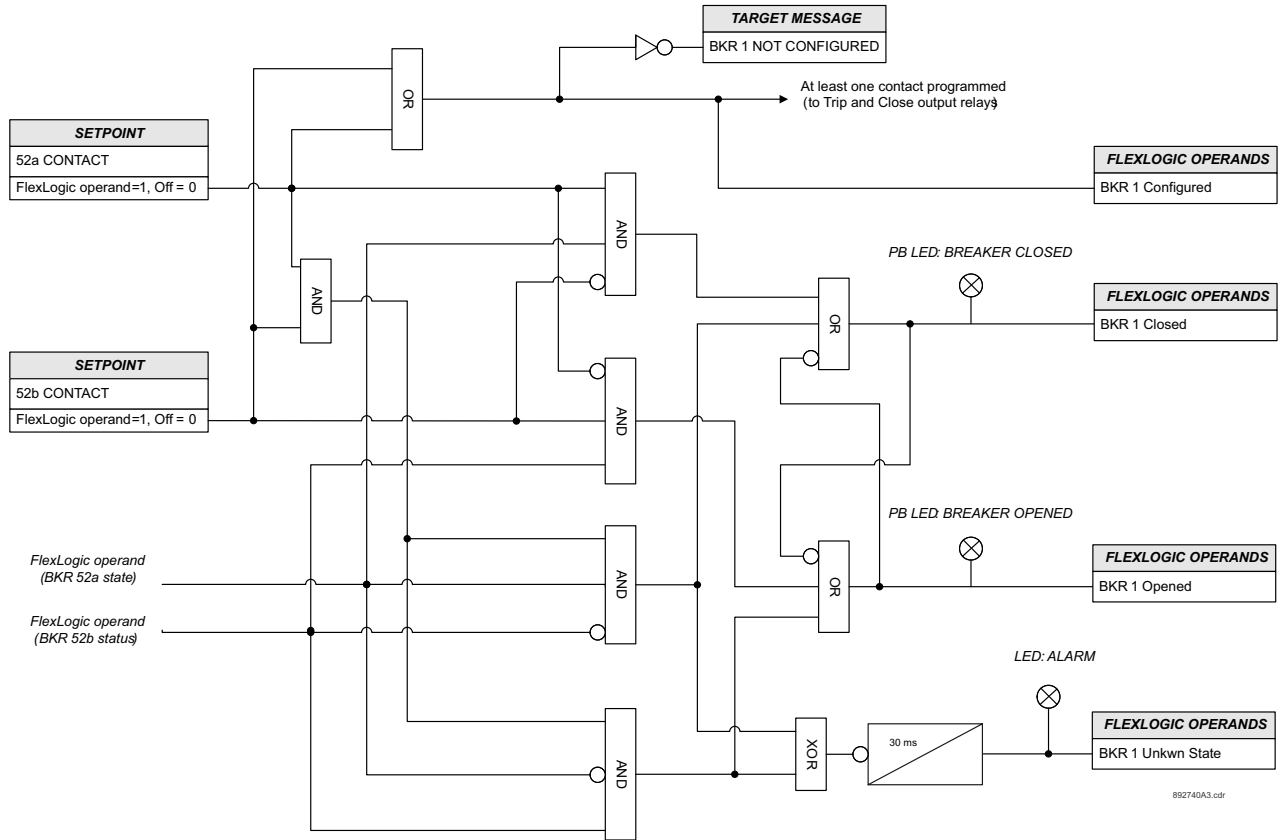 TARGET MESSAGE
BKR 1 NOT CONFIGURED
OR
At least one contact programmed
(to Trip and Close output relays)
SETPOINT
52a CONTACT
FlexLogic operand=1, Off = 0
FLEXLOGIC OPERANDS
BKR 1 Configured
AND
AND
PB LED: BREAKER CLOSED
FLEXLOGIC OPERANDS
BKR 1 Closed
OR
SETPOINT
52b CONTACT
FlexLogic operand=1, Off = 0
AND
PB LED: BREAKER OPENED
FlexLogic operand
(BKR 52a state)
AND
OR
FLEXLOGIC OPERANDS
BKR 1 Opened
FlexLogic operand
(BKR 52b status)
LED: ALARM
AND
XOR
30 ms
FLEXLOGIC OPERANDS
BKR 1 Unkwn State
892740A3.cdr